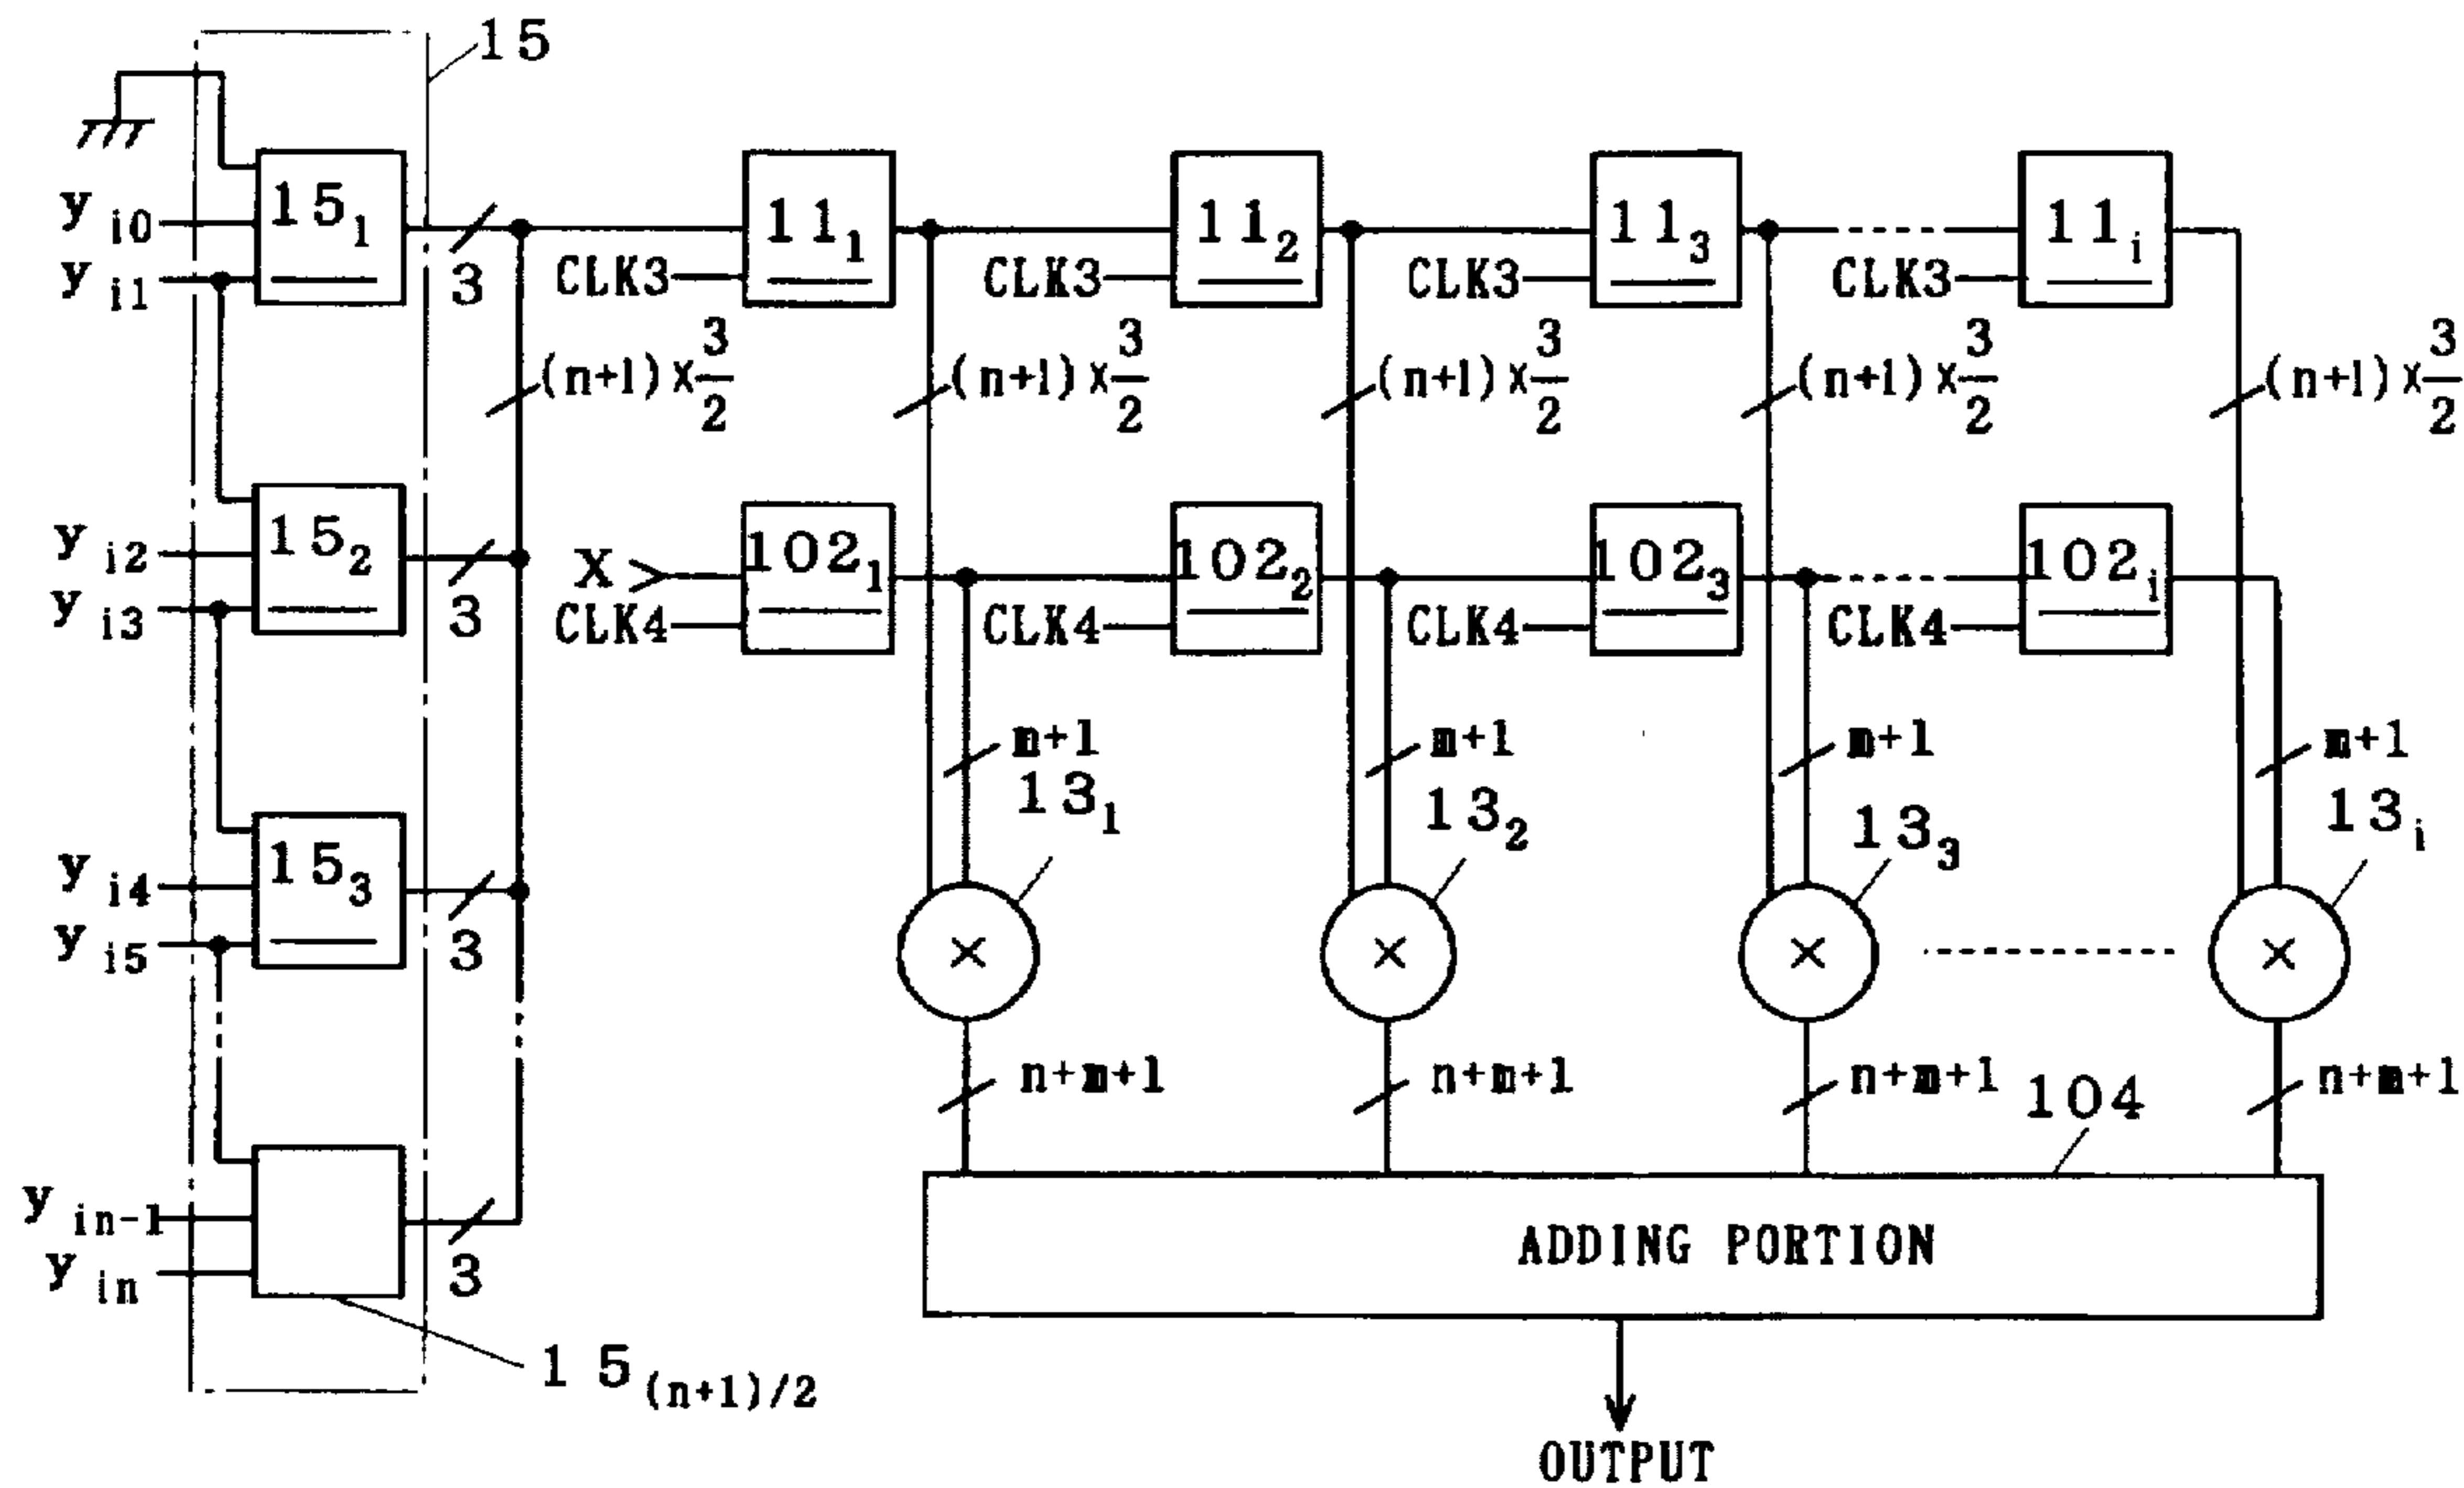 15
y i0
y i1
15₁
3
CLK3
11₁
CLK3
11₂
CLK3
11₃
CLK3
11ᵢ
(n+1)×3/2
(n+1)×3/2
(n+1)×3/2
(n+1)×3/2
(n+1)×3/2
y i2
y i3
15₂
3
X
CLK4
102₁
CLK4
102₂
CLK4
102₃
CLK4
102ᵢ
m+1
m+1
m+1
m+1
13₁
13₂
13₃
13ᵢ
y i4
y i5
15₃
3
×
×
×
×
n+m+1
n+m+1
n+m+1
n+m+1
104
y in-1
y in
3
15(n+1)/2
ADDING PORTION
OUTPUT